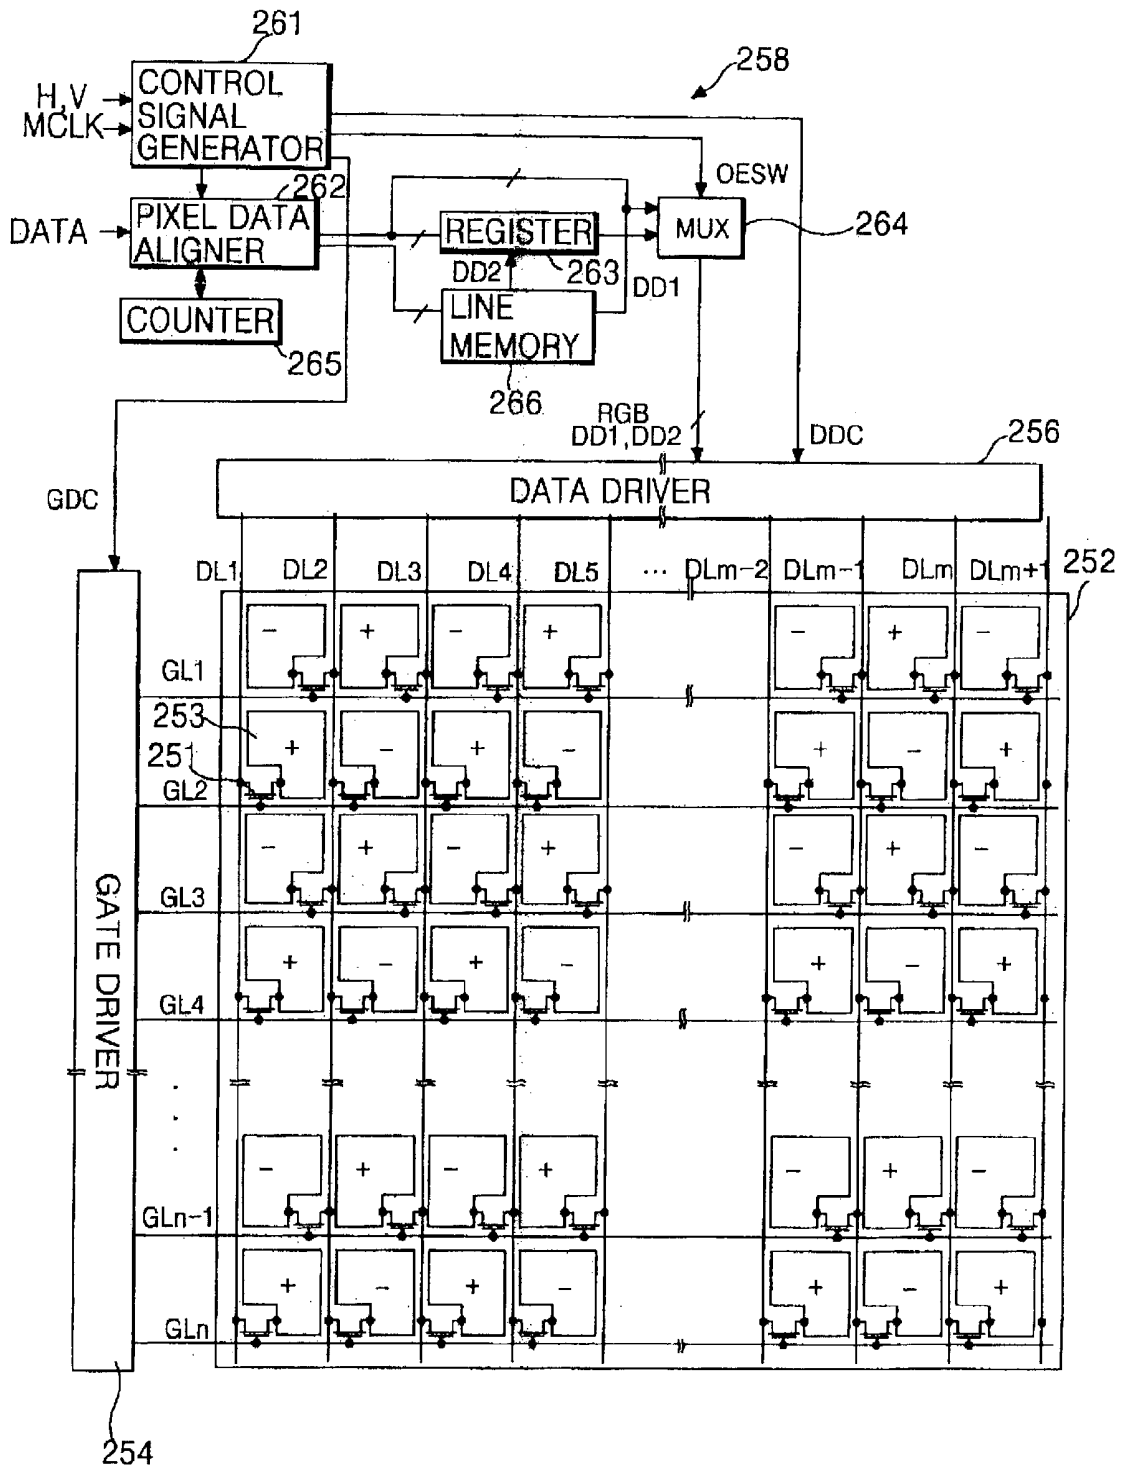 261
258
H,V
MCLK
CONTROL
SIGNAL
GENERATOR
OESW
262
DATA
PIXEL DATA
ALIGNER
REGISTER
MUX
264
DD2
263
DD1
COUNTER
LINE
MEMORY
265
266
RGB
DD1,DD2
DDC
256
GDC
DATA DRIVER
DL1
DL2
DL3
DL4
DL5
...
DLm-2
DLm-1
DLm
DLm+1
252
- + - + - + -
GL1
253
+ - + - + - +
251
GL2
- + - + - + -
GL3
+ - + - + - +
GL4
GATE DRIVER
- + - + - + -
GLn-1
+ - + - + - +
GLn
254